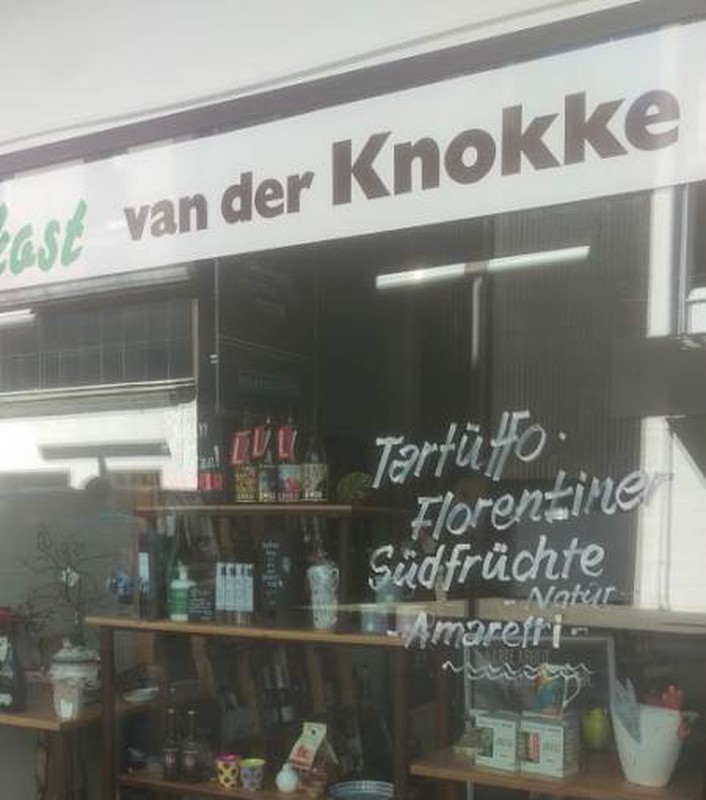 van der Knokke
Tartüffo
Florentiner
Südfrüchte
- Natur -
- Amaretti -